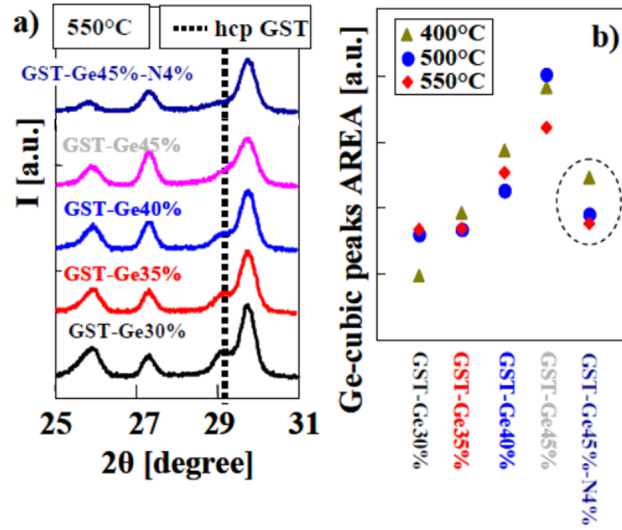 a)
550°C
hcp GST
GST-Ge45%-N4%
GST-Ge45%
GST-Ge40%
GST-Ge35%
GST-Ge30%
I [a.u.]
25 27 29 31
2θ [degree]
b)
400°C
500°C
550°C
Ge-cubic peaks AREA [a.u.]
GST-Ge30%
GST-Ge35%
GST-Ge40%
GST-Ge45%
GST-Ge45%-N4%